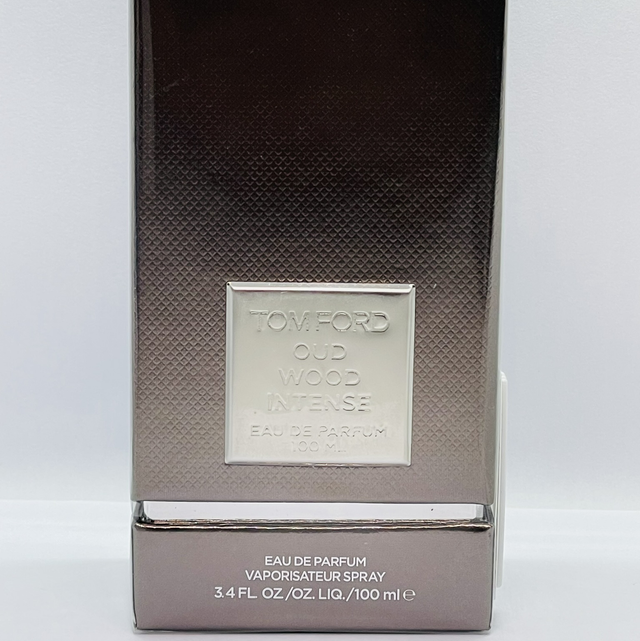 TOM FORD
OUD
WOOD
INTENSE
EAU DE PARFUM
100 ML
EAU DE PARFUM
VAPORISATEUR SPRAY
3.4 FL. OZ./OZ. LIQ./100 ml ℮